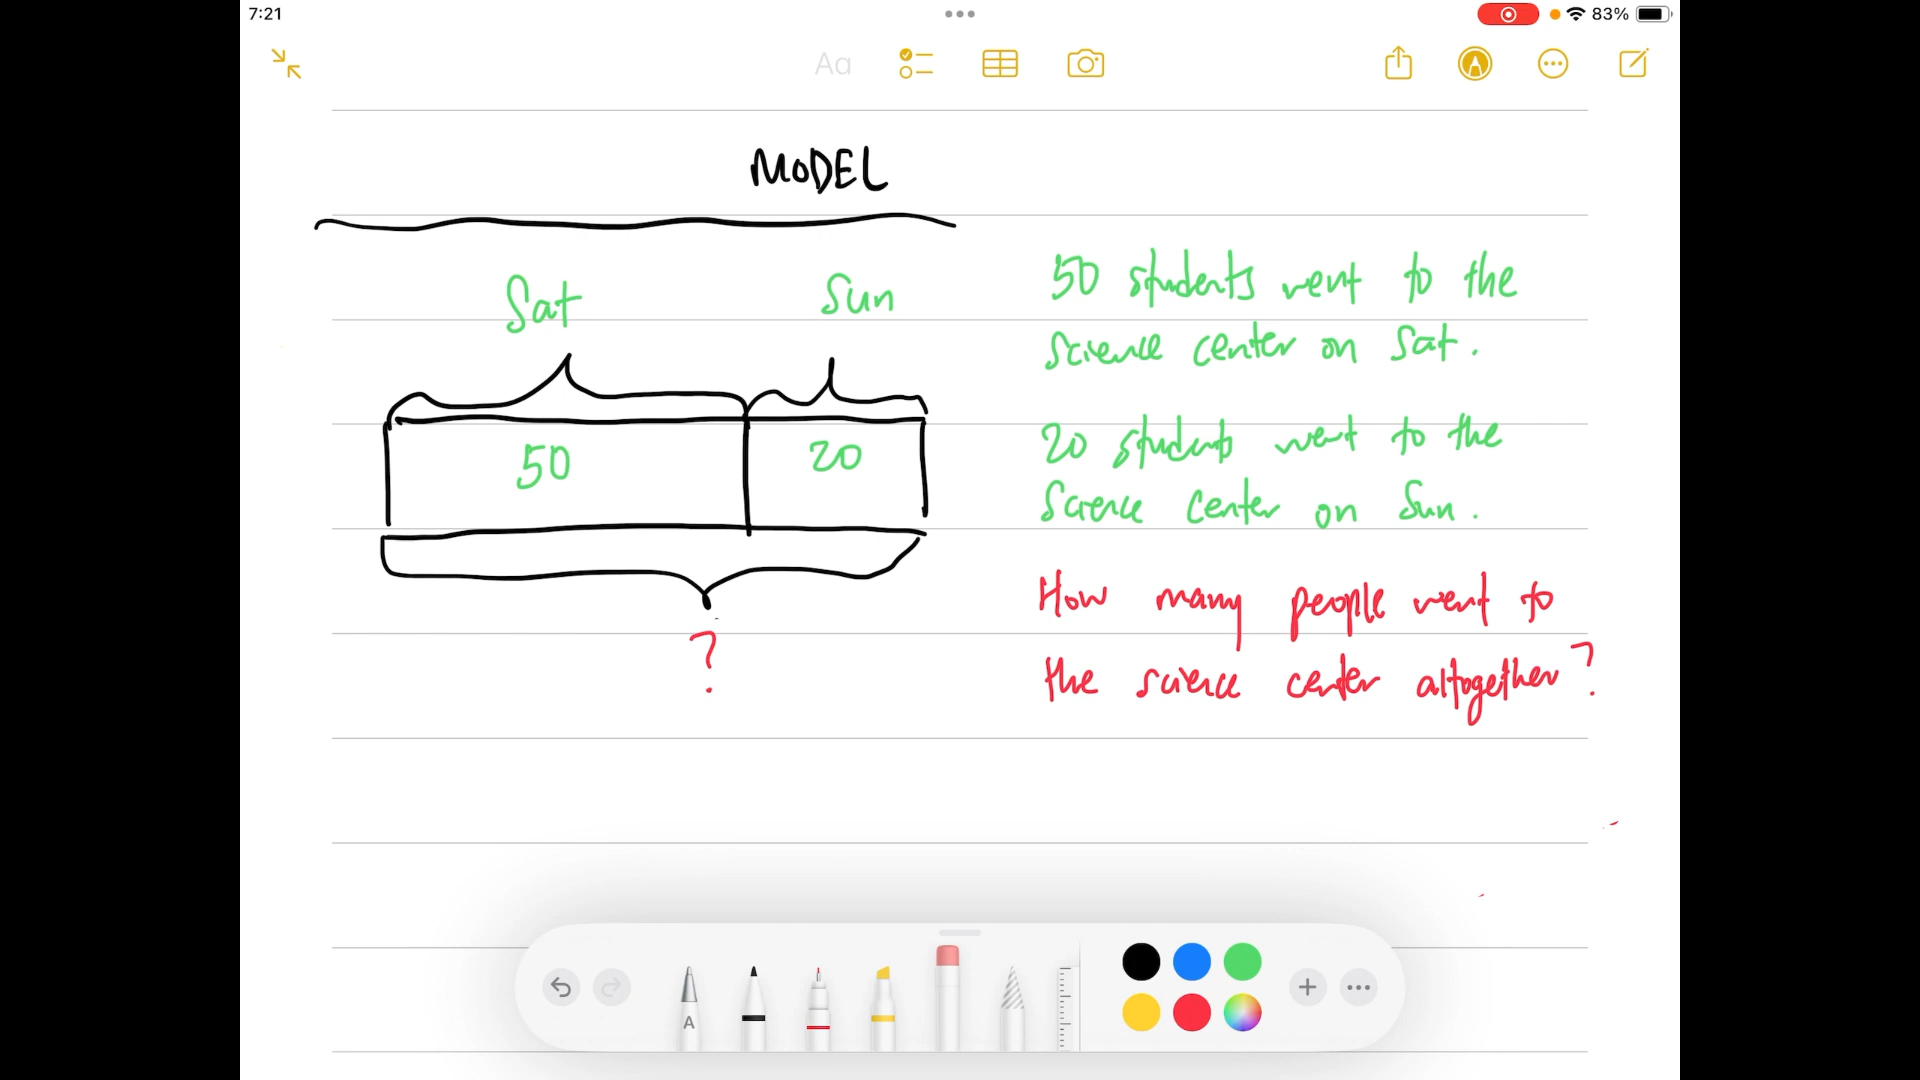 7:21
83%
Aa
MODEL
Sat
Sun
50
20
?
50 students went to the
science center on Sat.
20 students went to the
Science center on Sun.
How many people went to
the science center altogether?
A